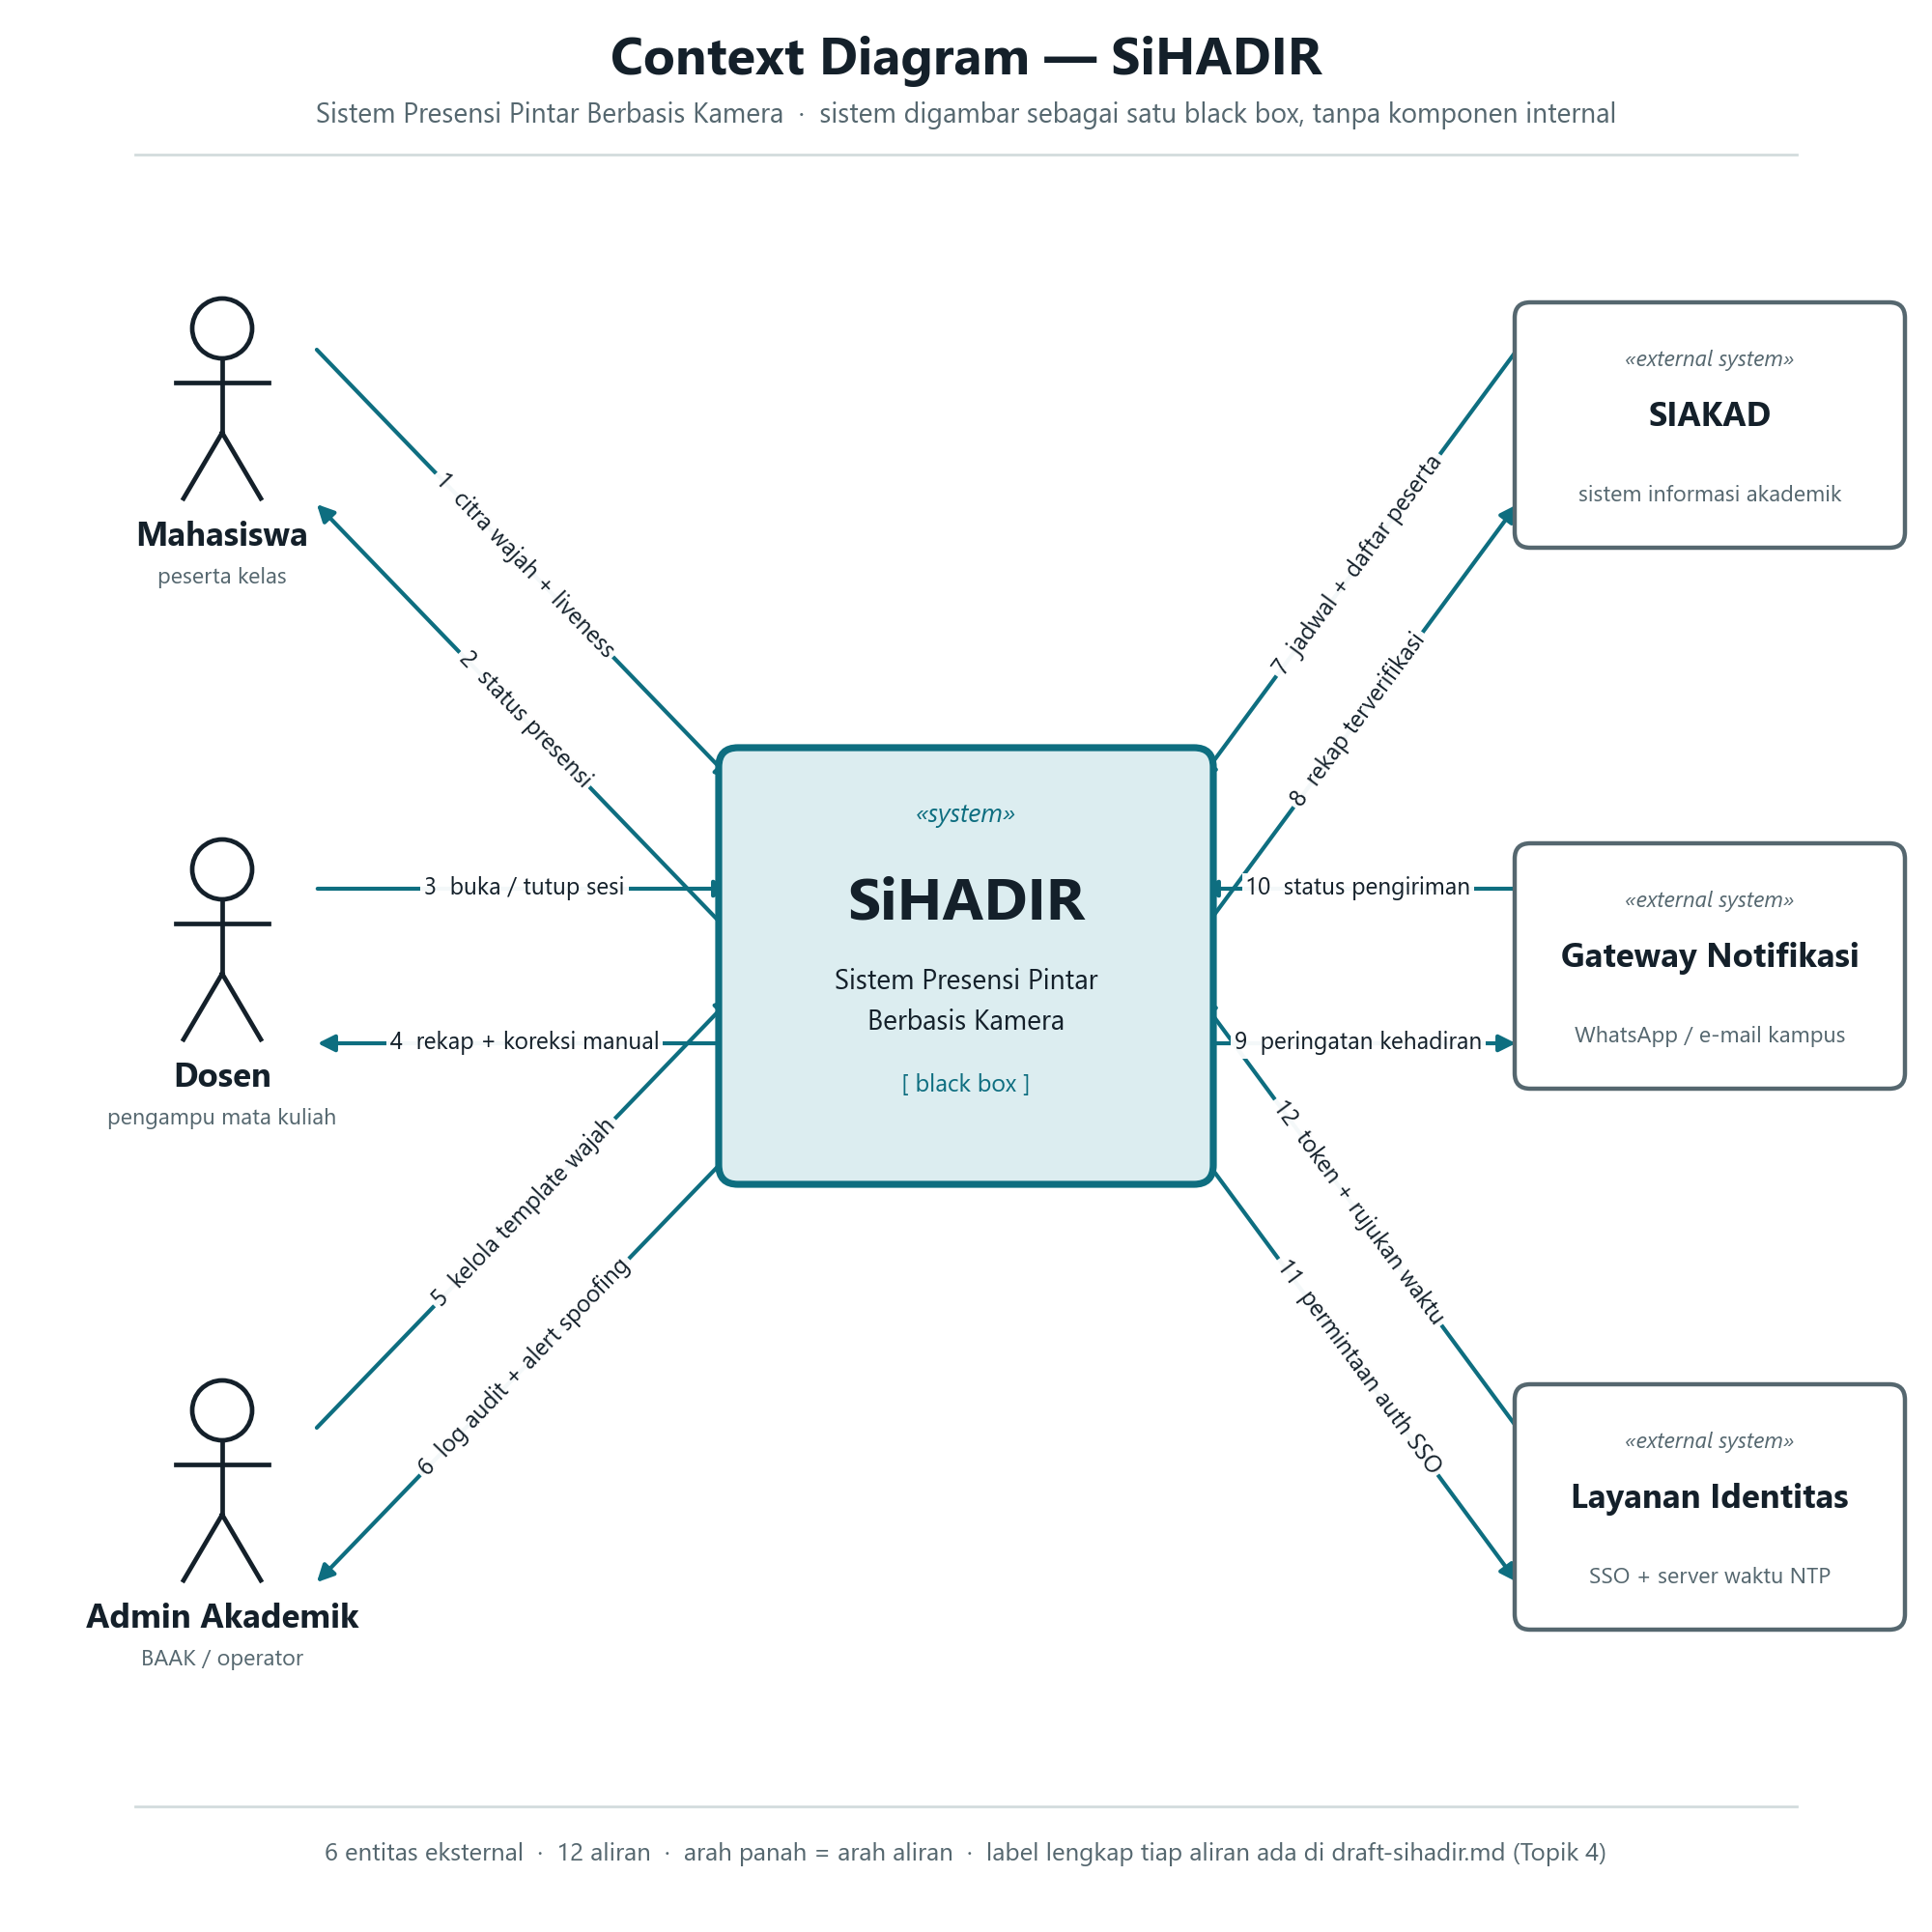 Context Diagram — SiHADIR
Sistem Presensi Pintar Berbasis Kamera · sistem digambar sebagai satu black box, tanpa komponen internal
Mahasiswa
peserta kelas
1 citra wajah + liveness
2 status presensi
Dosen
pengampu mata kuliah
3 buka / tutup sesi
4 rekap + koreksi manual
Admin Akademik
BAAK / operator
5 kelola template wajah
6 log audit + alert spoofing
«system»
SiHADIR
Sistem Presensi Pintar
Berbasis Kamera
[ black box ]
7 jadwal + daftar peserta
8 rekap terverifikasi
«external system»
SIAKAD
sistem informasi akademik
10 status pengiriman
9 peringatan kehadiran
«external system»
Gateway Notifikasi
WhatsApp / e-mail kampus
12 token + rujukan waktu
11 permintaan auth SSO
«external system»
Layanan Identitas
SSO + server waktu NTP
6 entitas eksternal · 12 aliran · arah panah = arah aliran · label lengkap tiap aliran ada di draft-sihadir.md (Topik 4)